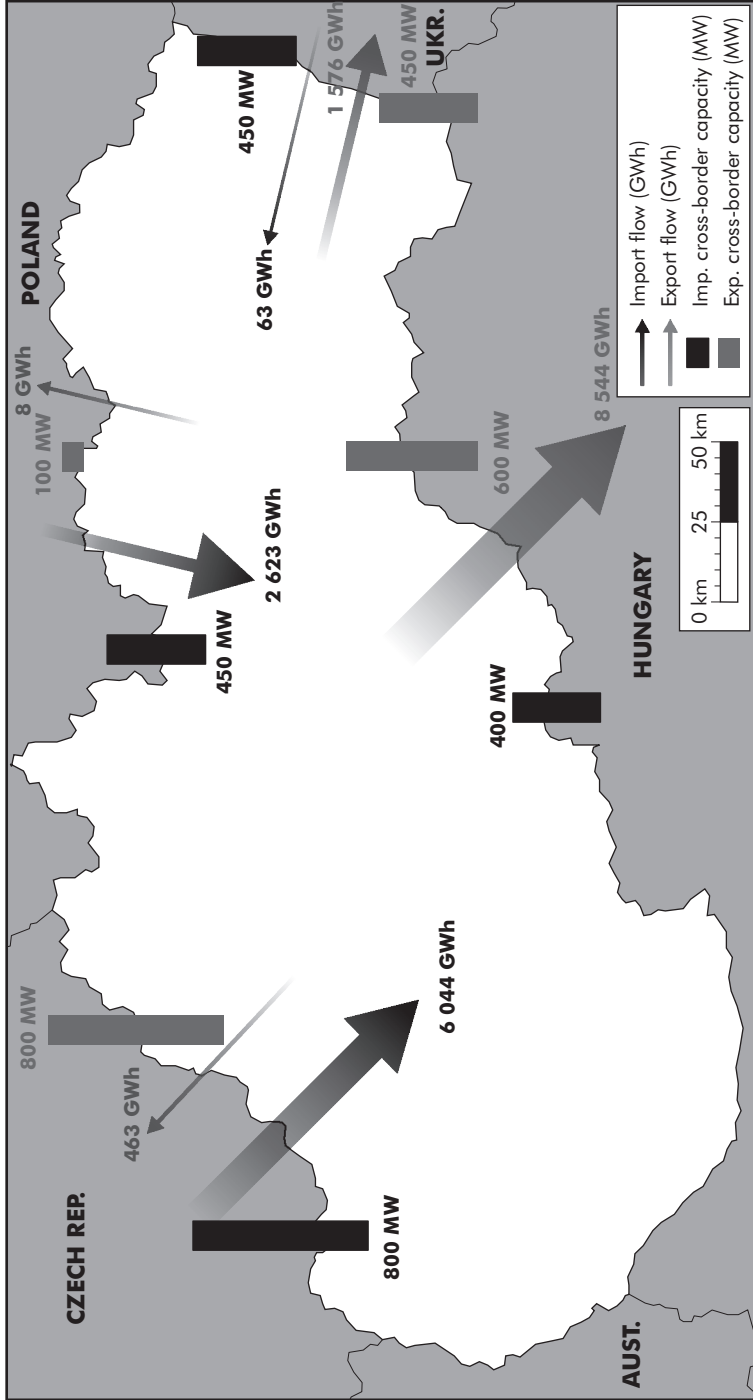 POLAND
UKR.
CZECH REP.
AUST.
HUNGARY
800 MW
463 GWh
6 044 GWh
800 MW
100 MW
8 GWh
2 623 GWh
450 MW
450 MW
63 GWh
1 576 GWh
450 MW
400 MW
600 MW
8 544 GWh
0 km 25 50 km
Import flow (GWh)
Export flow (GWh)
Imp. cross-border capacity (MW)
Exp. cross-border capacity (MW)